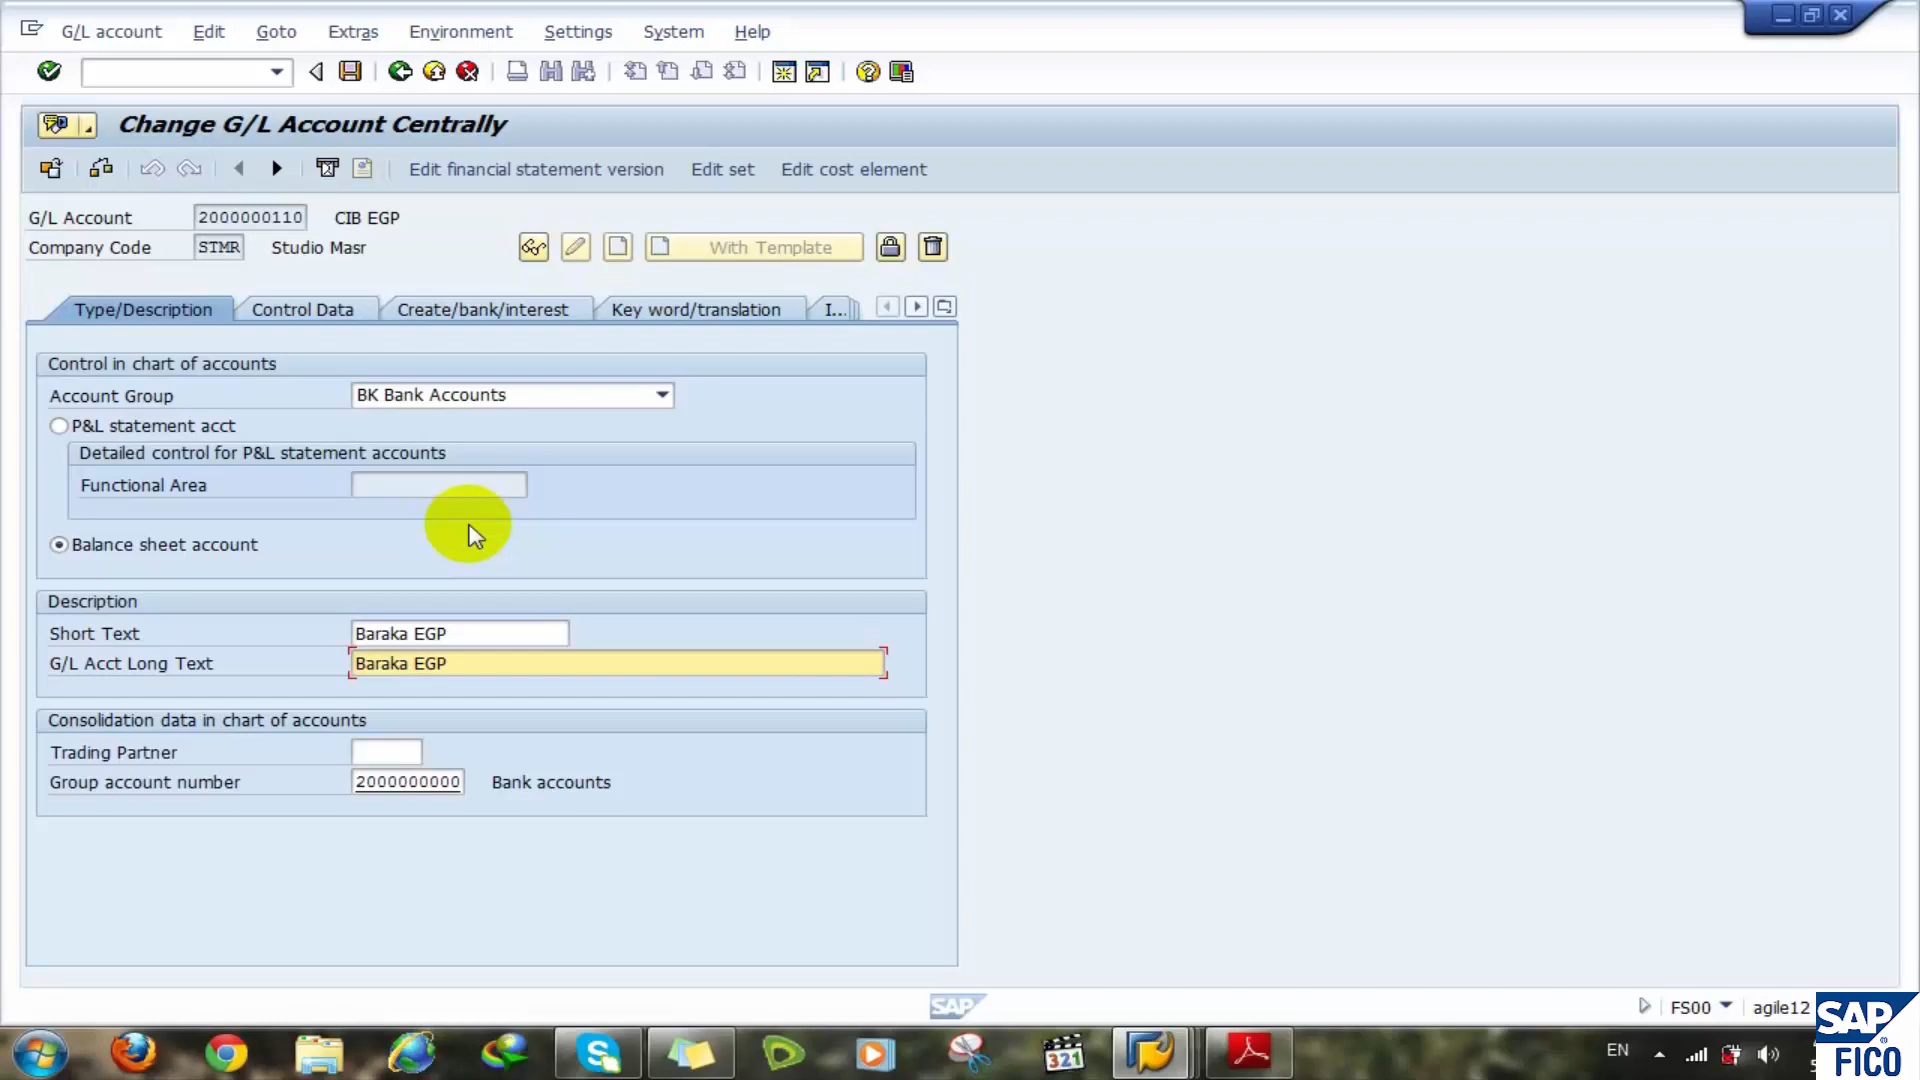 G/L account Edit Goto Extras Environment Settings System Help
Change G/L Account Centrally
Edit financial statement version Edit set Edit cost element
G/L Account 2000000110 CIB EGP
Company Code STMR Studio Masr With Template
Type/Description Control Data Create/bank/interest Key word/translation I...
Control in chart of accounts
Account Group BK Bank Accounts
P&L statement acct
Detailed control for P&L statement accounts
Functional Area
Balance sheet account
Description
Short Text Baraka EGP
G/L Acct Long Text Baraka EGP
Consolidation data in chart of accounts
Trading Partner
Group account number 2000000000 Bank accounts
SAP FS00 agile12
321 EN
SAP®
FICO